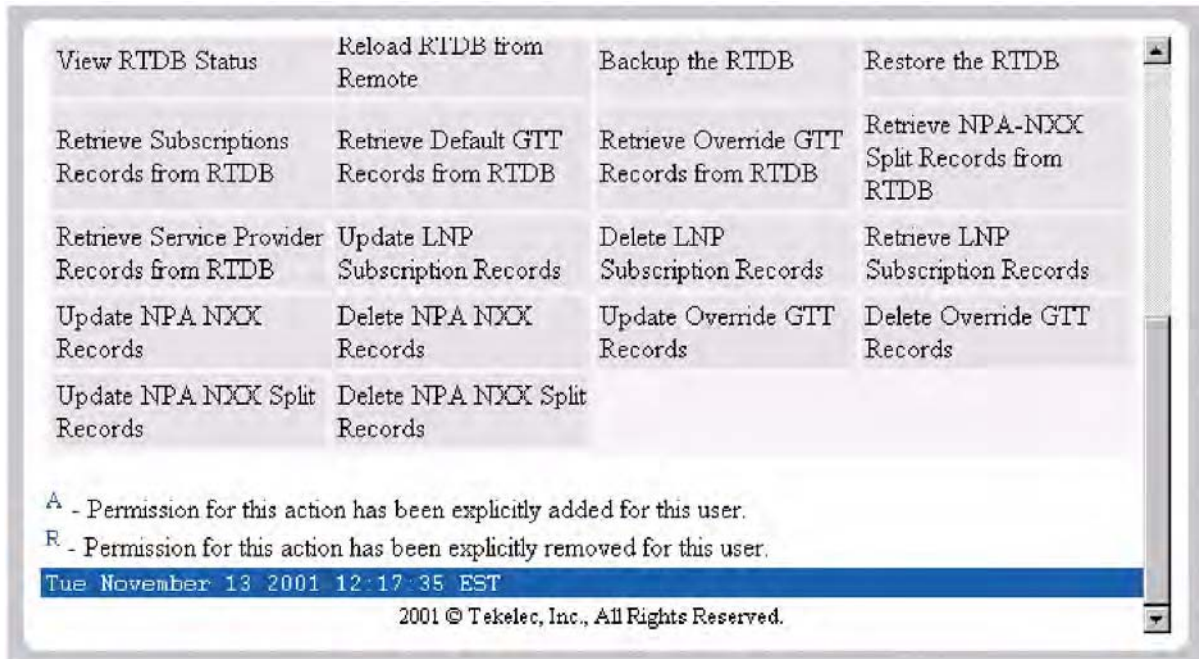 View RTDB Status
Reload RTDB from
Remote
Backup the RTDB
Restore the RTDB
Retrieve Subscriptions
Records from RTDB
Retrieve Default GTT
Records from RTDB
Retrieve Override GTT
Records from RTDB
Retrieve NPA-NXX
Split Records from
RTDB
Retrieve Service Provider
Records from RTDB
Update LNP
Subscription Records
Delete LNP
Subscription Records
Retrieve LNP
Subscription Records
Update NPA NXX
Records
Delete NPA NXX
Records
Update Override GTT
Records
Delete Override GTT
Records
Update NPA NXX Split
Records
Delete NPA NXX Split
Records
A - Permission for this action has been explicitly added for this user.
R - Permission for this action has been explicitly removed for this user.
Tue November 13 2001 12:17:35 EST
2001 © Tekelec, Inc., All Rights Reserved.